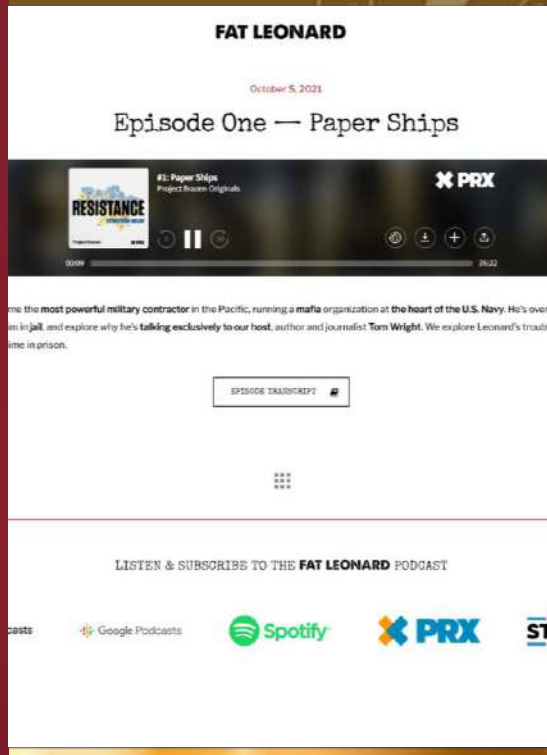 FAT LEONARD
October 5, 2021
Episode One — Paper Ships
RESISTANCE
#1: Paper Ships
Project Brazen Originals
PRX
00:09
35:22
me the most powerful military contractor in the Pacific, running a mafia organization at the heart of the U.S. Navy. He's over
im in jail, and explore why he's talking exclusively to our host, author and journalist Tom Wright. We explore Leonard's troubl
ime in prison.
EPISODE TRANSCRIPT
LISTEN & SUBSCRIBE TO THE FAT LEONARD PODCAST
casts
Google Podcasts
Spotify
PRX
ST